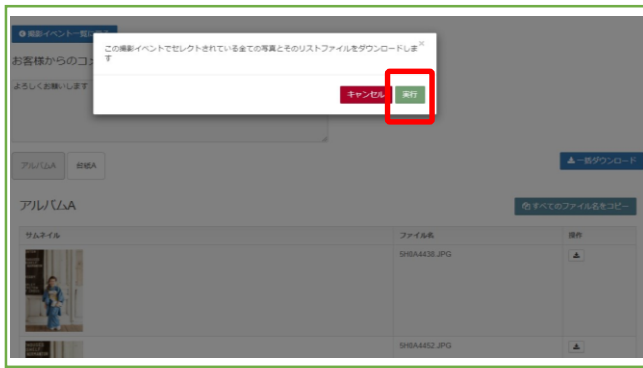 この撮影イベントでセレクトされている全ての写真とそのリストファイルをダウンロードしま
す
×
キャンセル
実行
撮影イベント一覧に
お客様からのコ
よろしくお願いします
一括ダウンロード
アルバムA
台紙A
アルバムA
すべてのファイル名をコピー
サムネイル
ファイル名
操作
5H6A4438.JPG
5H6A4452.JPG